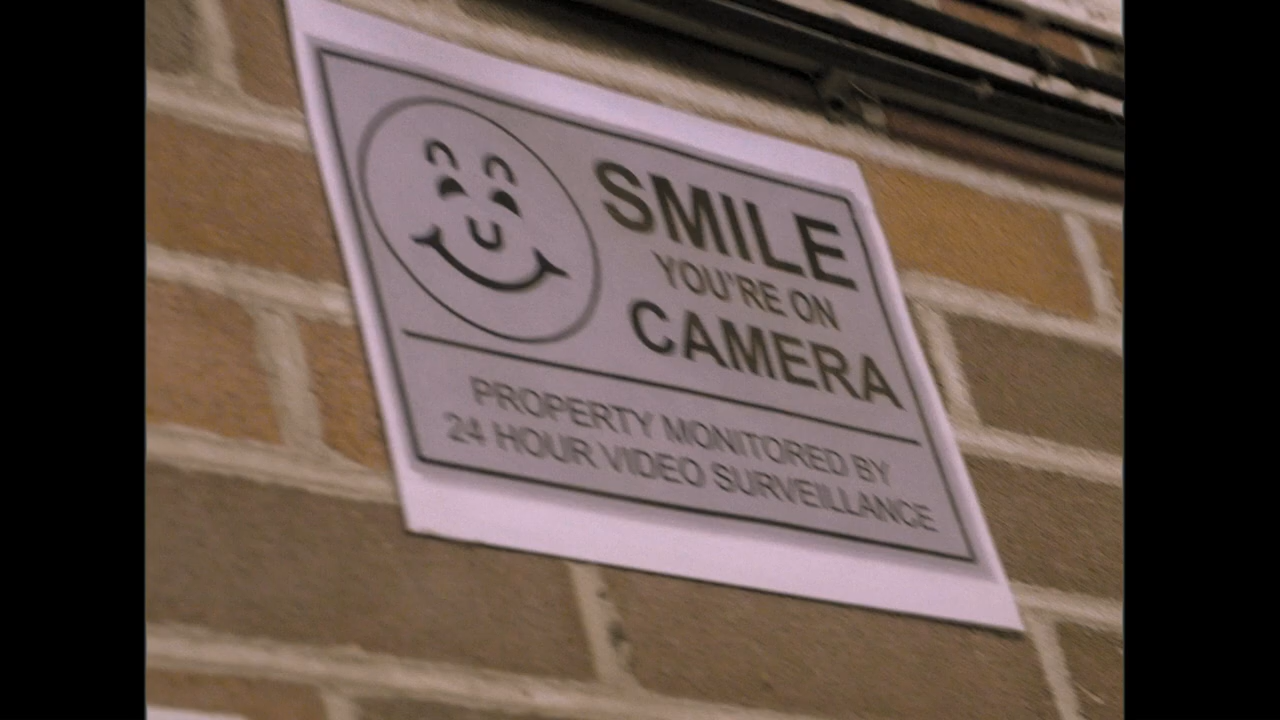 SMILE
YOU'RE ON
CAMERA
PROPERTY MONITORED BY
24 HOUR VIDEO SURVEILLANCE